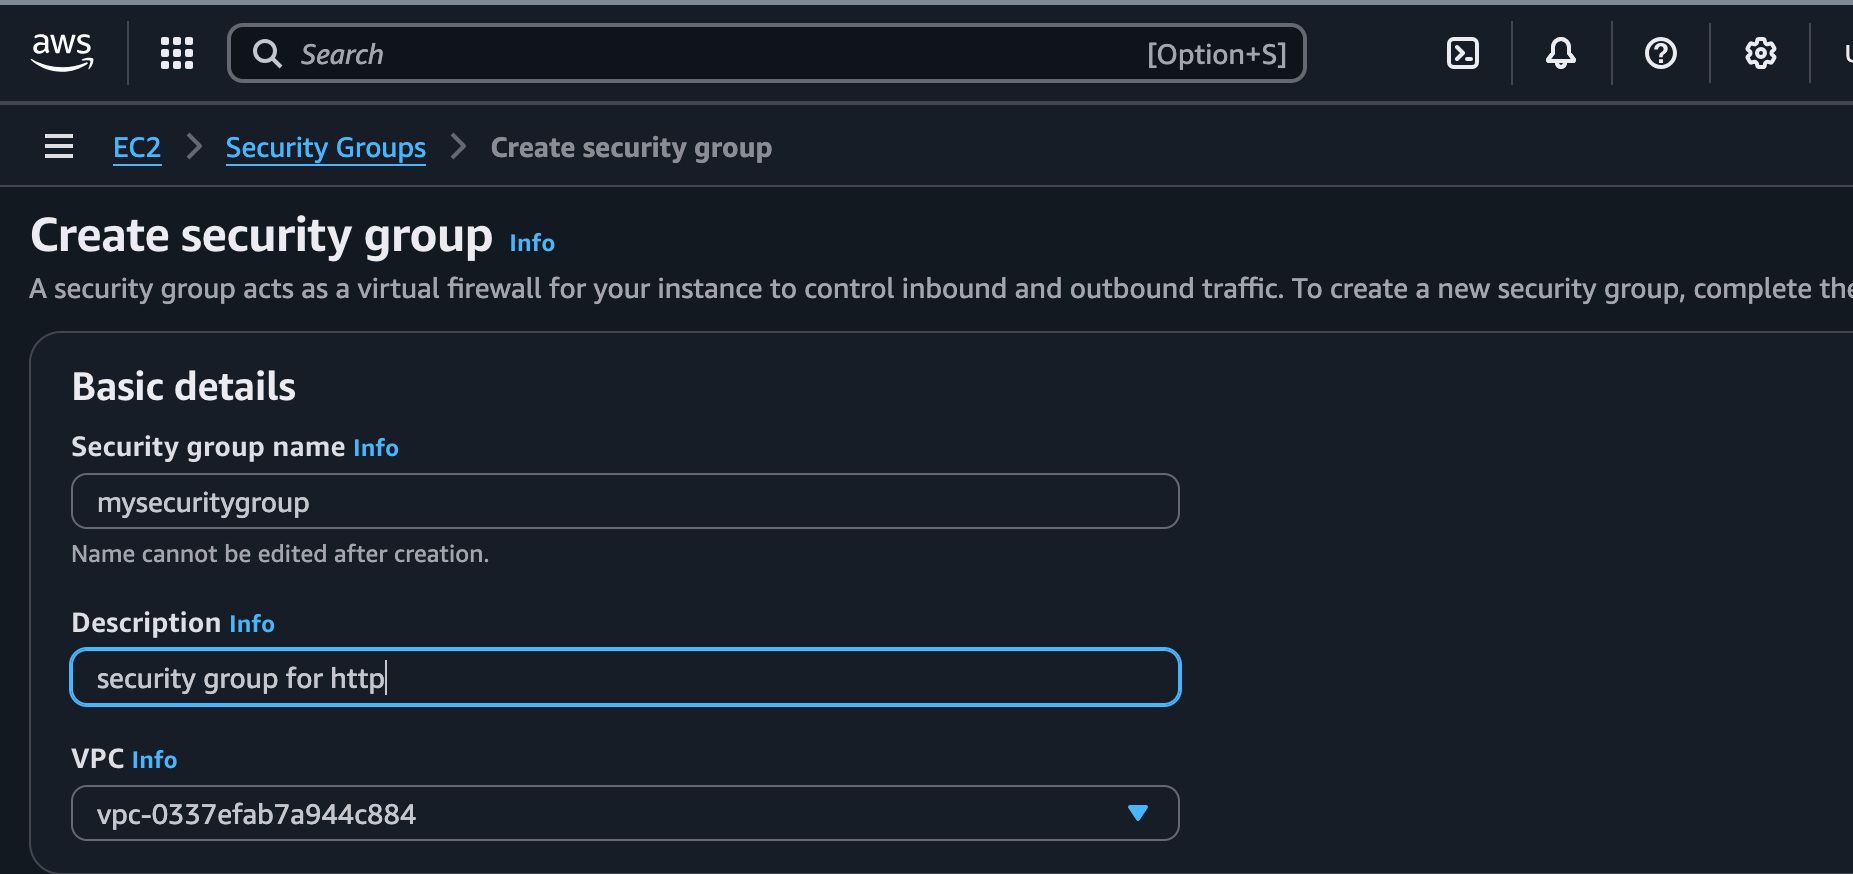 aws
Search [Option+S]
EC2 > Security Groups > Create security group
Create security group Info
A security group acts as a virtual firewall for your instance to control inbound and outbound traffic. To create a new security group, complete the
Basic details
Security group name Info
mysecuritygroup
Name cannot be edited after creation.
Description Info
security group for http
VPC Info
vpc-0337efab7a944c884